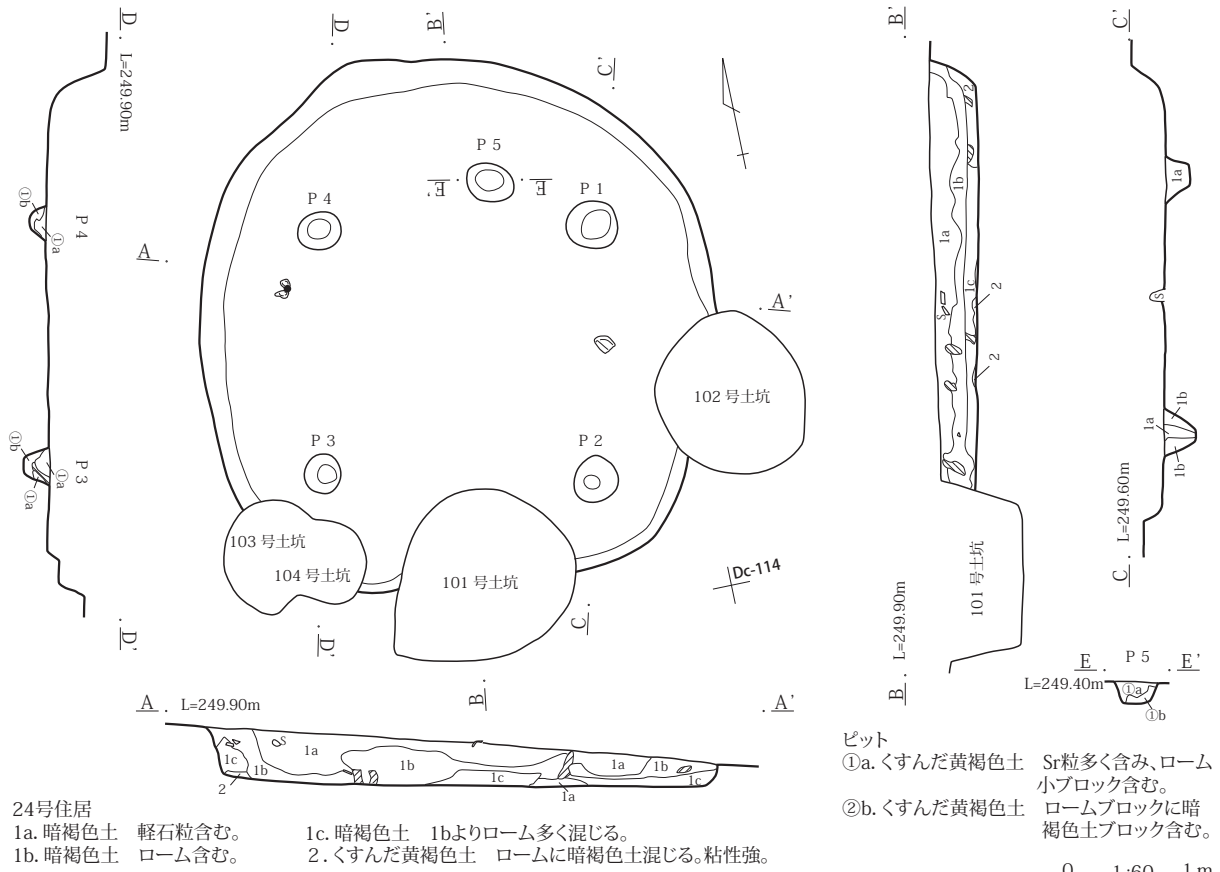 D
D
B'
B'
C'
C'
L=249.90m
P 5
E'
E
P 4
P 1
①b
①a
P 4
A
A'
1a
1b
2
1a
S
1c
2
S
2
102 号土坑
P 3
P 2
①b
P 3
①a
①a
1b
1a
1b
103 号土坑
104 号土坑
101 号土坑
Dc-114
101 号土坑
L=249.60m
C
D'
D'
C
B
L=249.90m
B
A
L=249.90m
A'
E
P 5
E'
L=249.40m
①a
①b
1c
1b
2
S
1a
1b
1c
1a
1a
1b
1c
ピット
①a. くすんだ黄褐色土 Sr粒多く含み、ローム
小ブロック含む。
②b. くすんだ黄褐色土 ロームブロックに暗
褐色土ブロック含む。
24号住居
1a. 暗褐色土 軽石粒含む。
1b. 暗褐色土 ローム含む。
1c. 暗褐色土 1bよりローム多く混じる。
2. くすんだ黄褐色土 ロームに暗褐色土混じる。粘性強。
0 1:60 1m